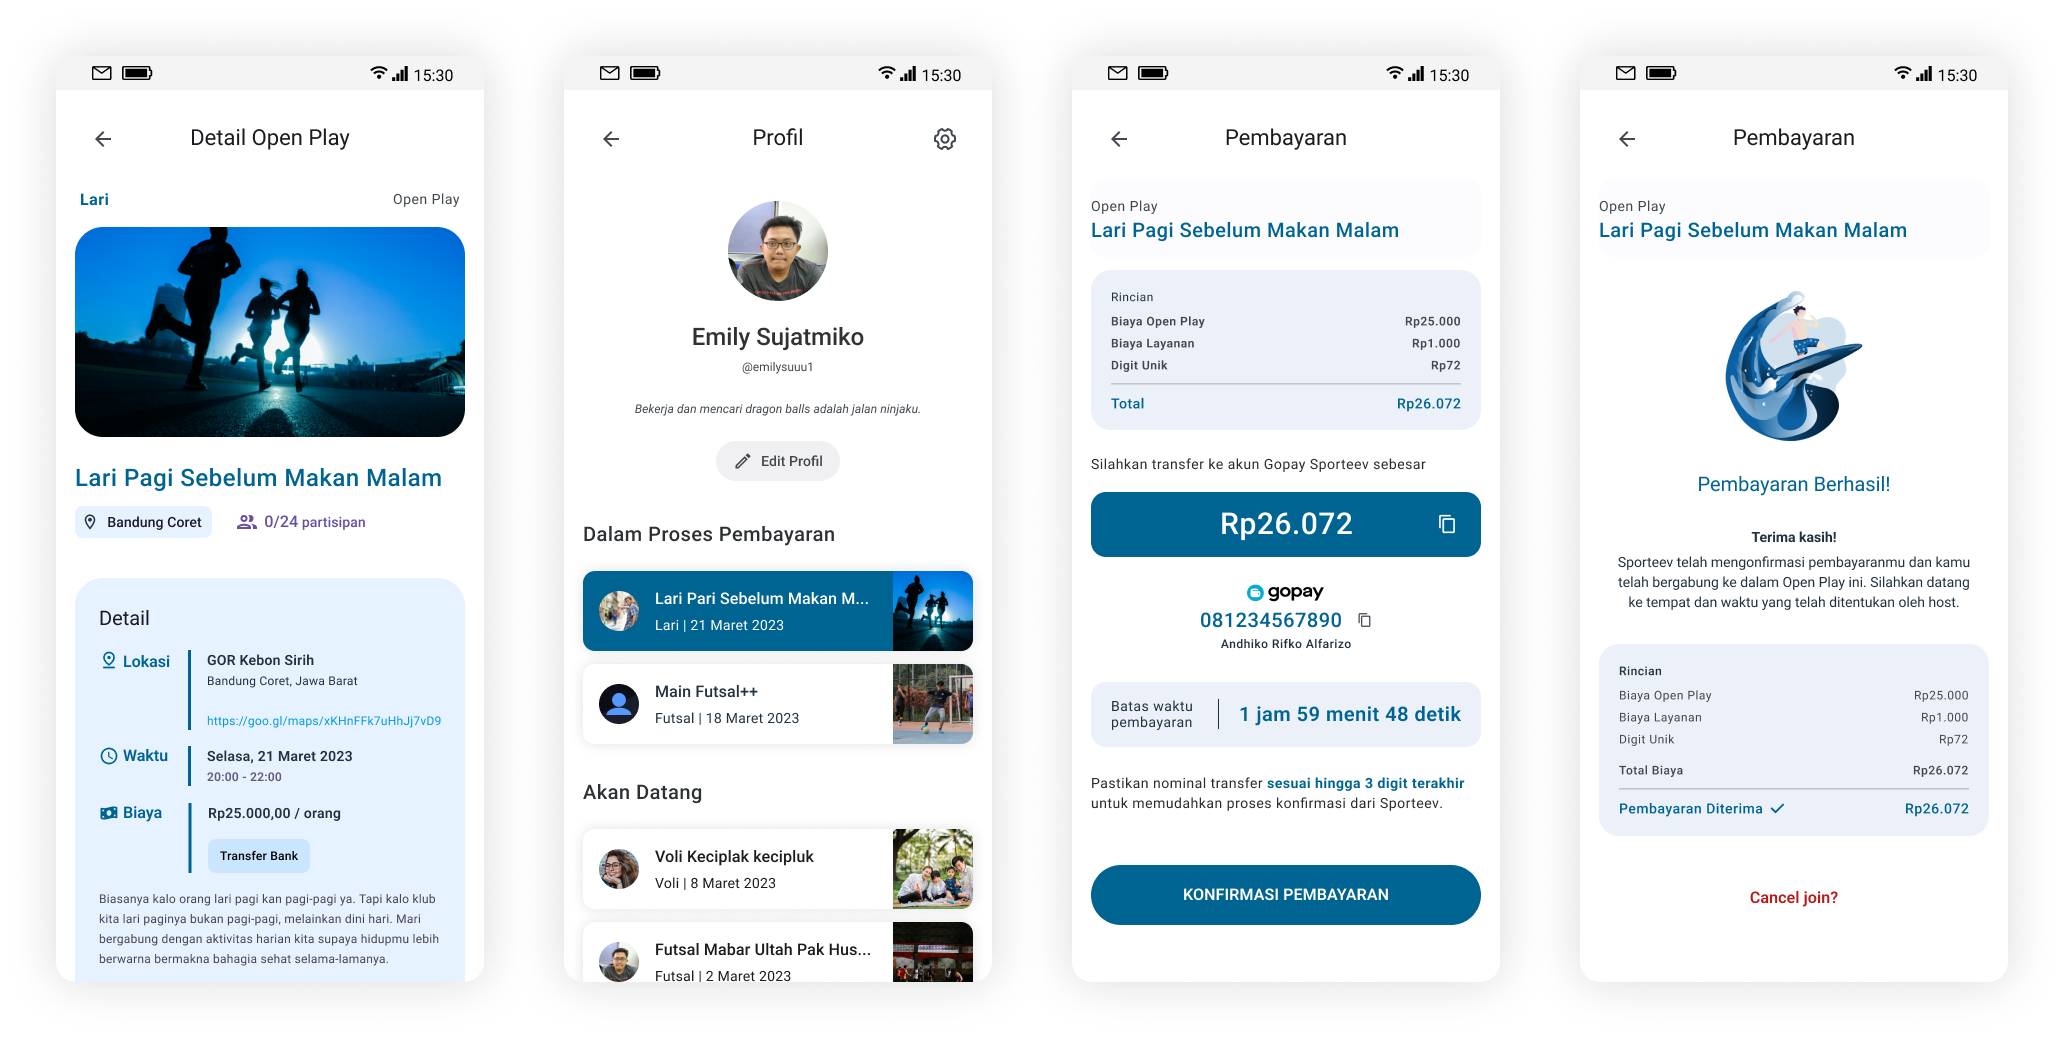 15:30
Detail Open Play
Lari
Open Play
Lari Pagi Sebelum Makan Malam
Bandung Coret
0/24 partisipan
Detail
Lokasi
GOR Kebon Sirih
Bandung Coret, Jawa Barat
https://goo.gl/maps/xKHnFFk7uHhJj7vD9
Waktu
Selasa, 21 Maret 2023
20:00 - 22:00
Biaya
Rp25.000,00 / orang
Transfer Bank
Biasanya kalo orang lari pagi kan pagi-pagi ya. Tapi kalo klub
kita lari paginya bukan pagi-pagi, melainkan dini hari. Mari
bergabung dengan aktivitas harian kita supaya hidupmu lebih
berwarna bermakna bahagia sehat selama-lamanya.
15:30
Profil
Emily Sujatmiko
@emilysuuu1
Bekerja dan mencari dragon balls adalah jalan ninjaku.
Edit Profil
Dalam Proses Pembayaran
Lari Pari Sebelum Makan M...
Lari | 21 Maret 2023
Main Futsal++
Futsal | 18 Maret 2023
Akan Datang
Voli Keciplak kecipluk
Voli | 8 Maret 2023
Futsal Mabar Ultah Pak Hus...
Futsal | 2 Maret 2023
15:30
Pembayaran
Open Play
Lari Pagi Sebelum Makan Malam
Rincian
Biaya Open Play Rp25.000
Biaya Layanan Rp1.000
Digit Unik Rp72
Total Rp26.072
Silahkan transfer ke akun Gopay Sporteev sebesar
Rp26.072
gopay
081234567890
Andhiko Rifko Alfarizo
Batas waktu
pembayaran
1 jam 59 menit 48 detik
Pastikan nominal transfer sesuai hingga 3 digit terakhir
untuk memudahkan proses konfirmasi dari Sporteev.
KONFIRMASI PEMBAYARAN
15:30
Pembayaran
Open Play
Lari Pagi Sebelum Makan Malam
Pembayaran Berhasil!
Terima kasih!
Sporteev telah mengonfirmasi pembayaranmu dan kamu
telah bergabung ke dalam Open Play ini. Silahkan datang
ke tempat dan waktu yang telah ditentukan oleh host.
Rincian
Biaya Open Play Rp25.000
Biaya Layanan Rp1.000
Digit Unik Rp72
Total Biaya Rp26.072
Pembayaran Diterima Rp26.072
Cancel join?